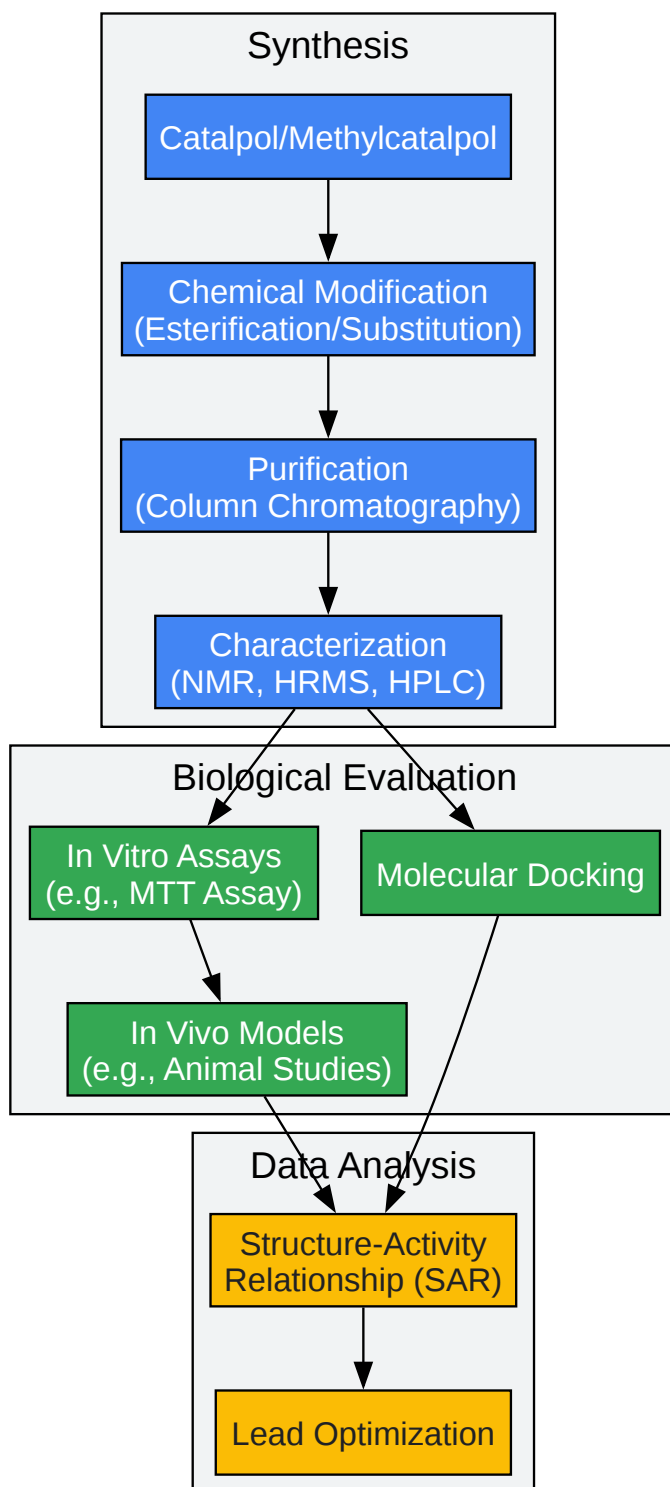 Synthesis
Catalpol/Methylcatalpol
Chemical Modification
(Esterification/Substitution)
Purification
(Column Chromatography)
Characterization
(NMR, HRMS, HPLC)
Biological Evaluation
In Vitro Assays
(e.g., MTT Assay)
Molecular Docking
In Vivo Models
(e.g., Animal Studies)
Data Analysis
Structure-Activity
Relationship (SAR)
Lead Optimization